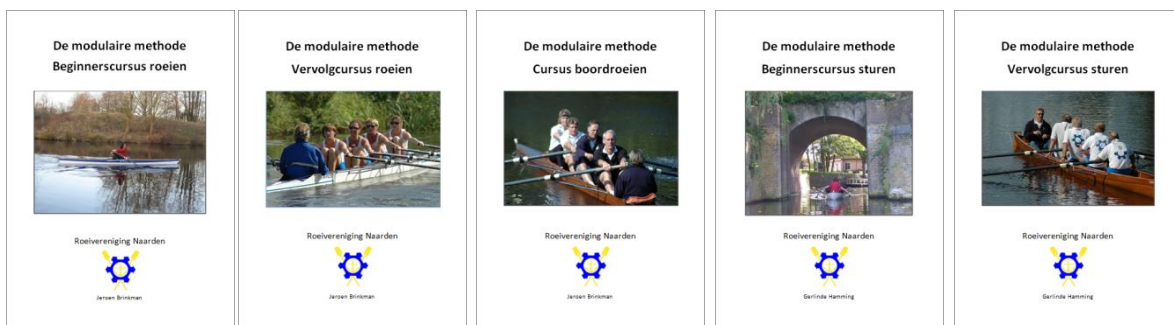 De modulaire methode
Beginnerscursus roeien
Roeivereniging Naarden
Jeroen Brinkman
De modulaire methode
Vervolgcursus roeien
Roeivereniging Naarden
Jeroen Brinkman
De modulaire methode
Cursus boordroeien
Roeivereniging Naarden
Jeroen Brinkman
De modulaire methode
Beginnerscursus sturen
Roeivereniging Naarden
Gerlinde Hamming
De modulaire methode
Vervolgcursus sturen
Roeivereniging Naarden
Gerlinde Hamming